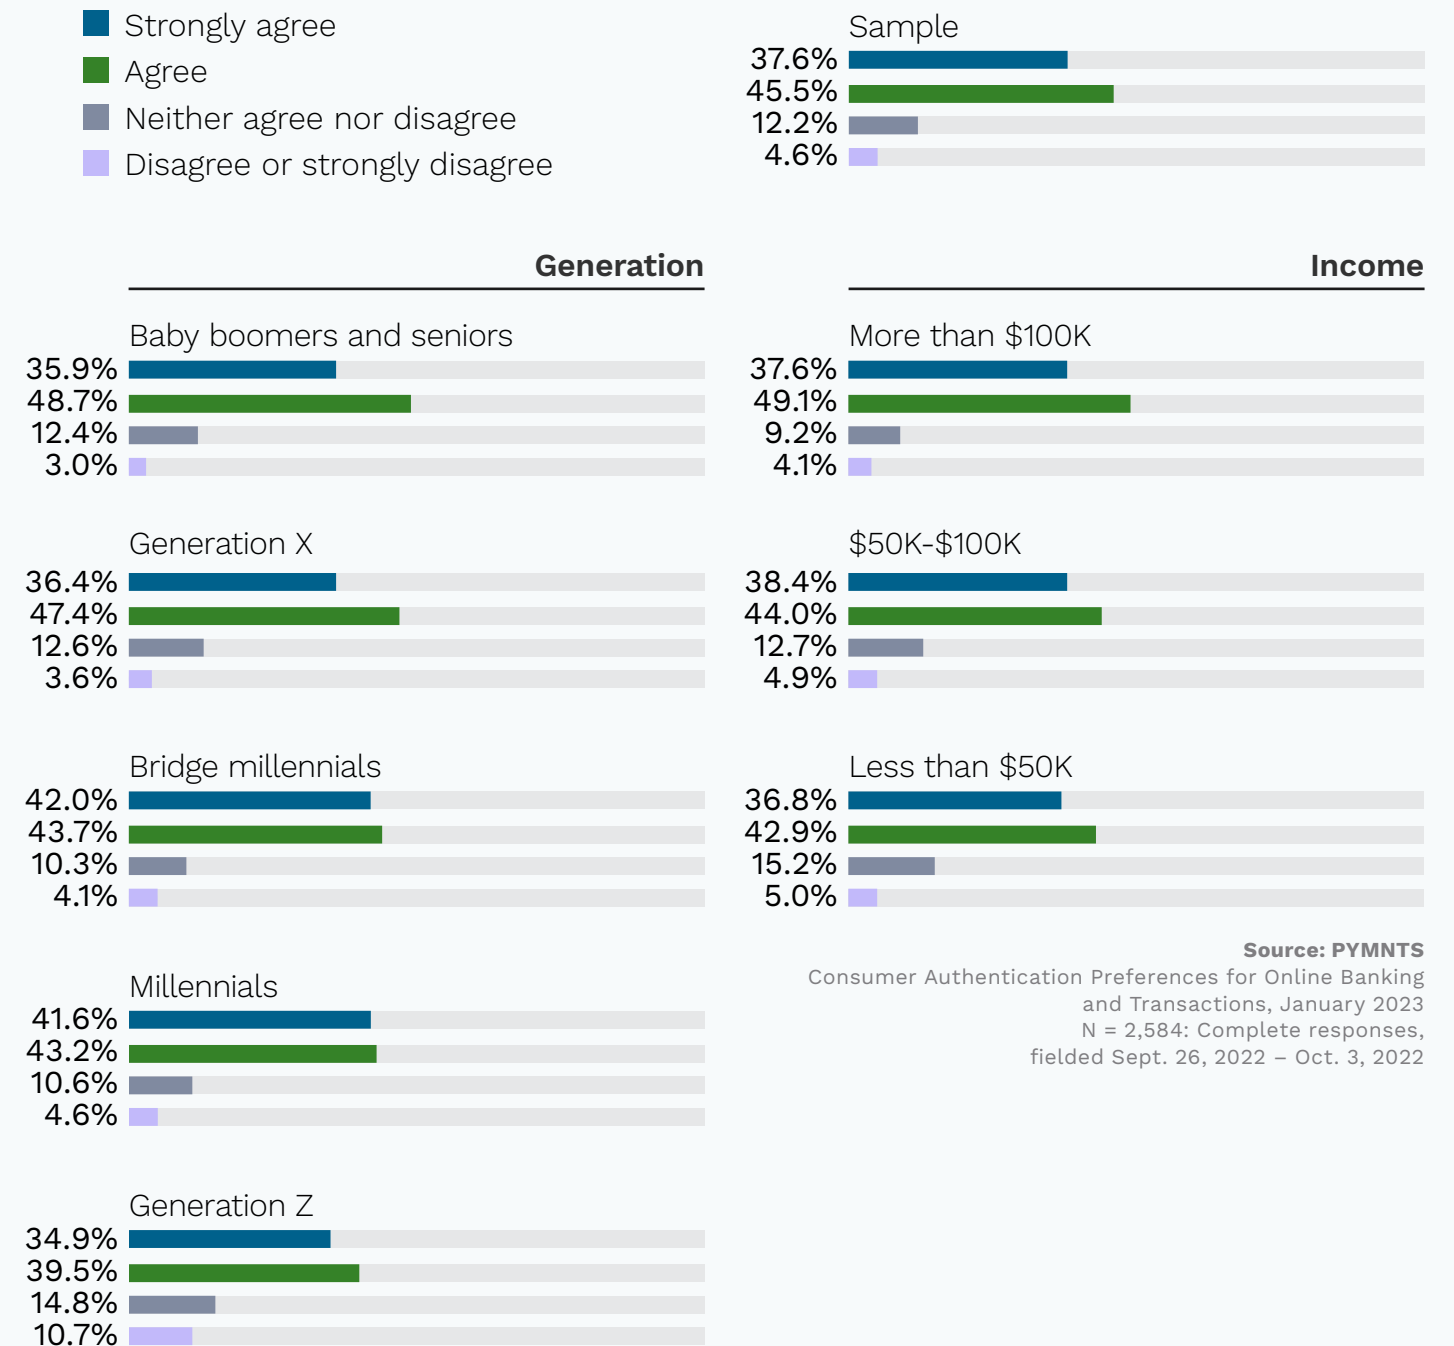 Strongly agree
Agree
Neither agree nor disagree
Disagree or strongly disagree
Sample
37.6%
45.5%
12.2%
4.6%
Generation
Baby boomers and seniors
35.9%
48.7%
12.4%
3.0%
Generation X
36.4%
47.4%
12.6%
3.6%
Bridge millennials
42.0%
43.7%
10.3%
4.1%
Millennials
41.6%
43.2%
10.6%
4.6%
Generation Z
34.9%
39.5%
14.8%
10.7%
Income
More than $100K
37.6%
49.1%
9.2%
4.1%
$50K-$100K
38.4%
44.0%
12.7%
4.9%
Less than $50K
36.8%
42.9%
15.2%
5.0%
Source: PYMNTS
Consumer Authentication Preferences for Online Banking
and Transactions, January 2023
N = 2,584: Complete responses,
fielded Sept. 26, 2022 – Oct. 3, 2022